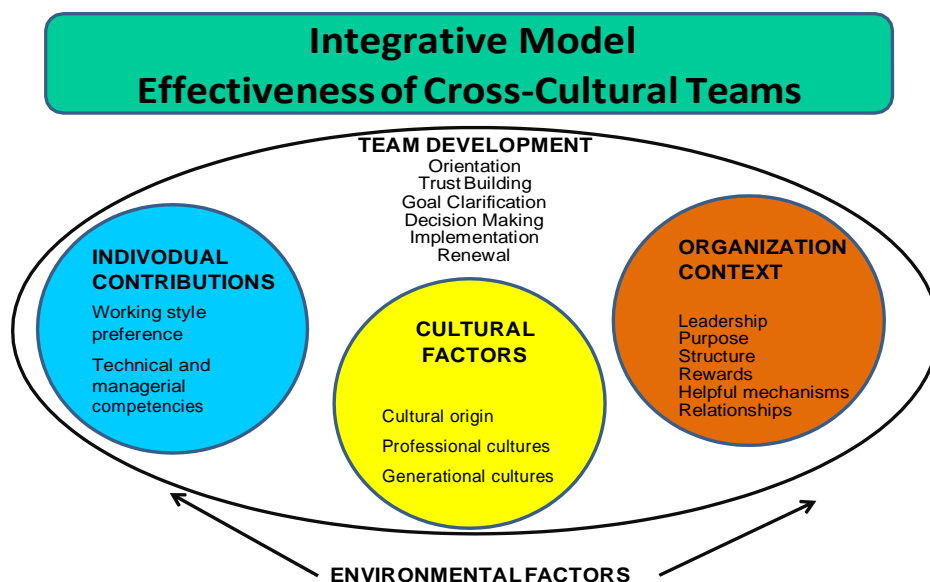 Integrative Model
Effectiveness of Cross-Cultural Teams
TEAM DEVELOPMENT
Orientation
Trust Building
Goal Clarification
Decision Making
Implementation
Renewal
INDIVODUAL
CONTRIBUTIONS
Working style
preference
Technical and
managerial
competencies
CULTURAL
FACTORS
Cultural origin
Professional cultures
Generational cultures
ORGANIZATION
CONTEXT
Leadership
Purpose
Structure
Rewards
Helpful mechanisms
Relationships
ENVIRONMENTAL FACTORS